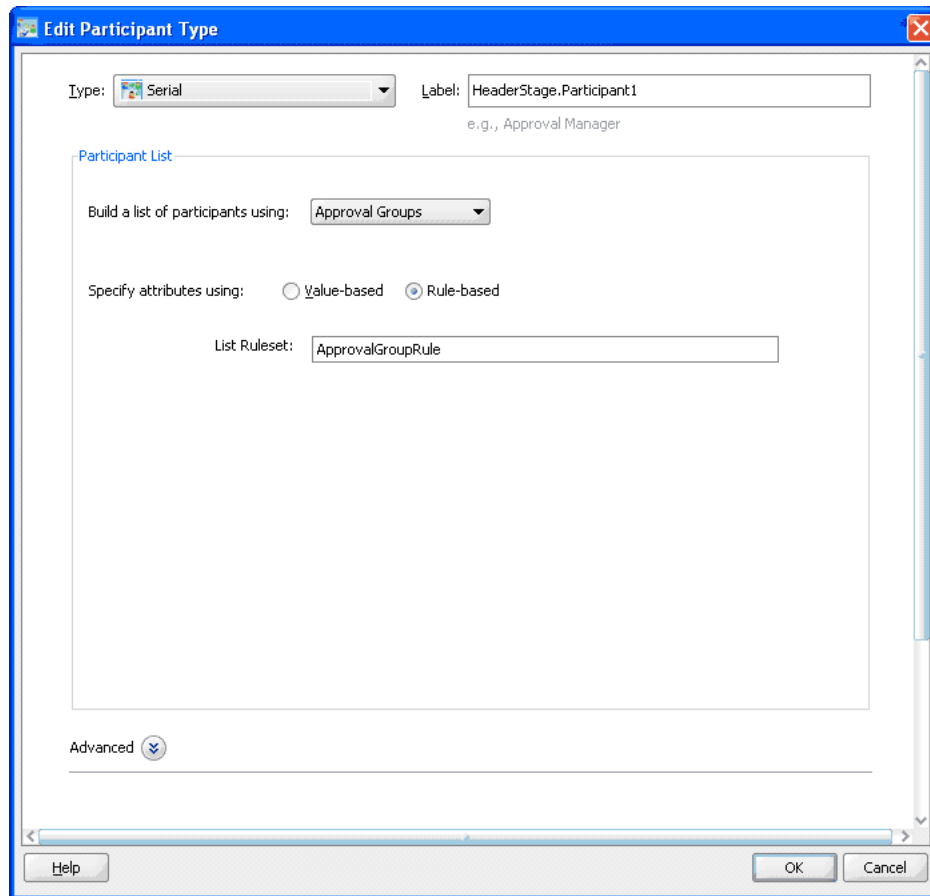 Edit Participant Type
Type: Serial Label: HeaderStage.Participant1
e.g., Approval Manager
Participant List
Build a list of participants using: Approval Groups
Specify attributes using: Value-based Rule-based
List Ruleset: ApprovalGroupRule
Advanced
Help OK Cancel